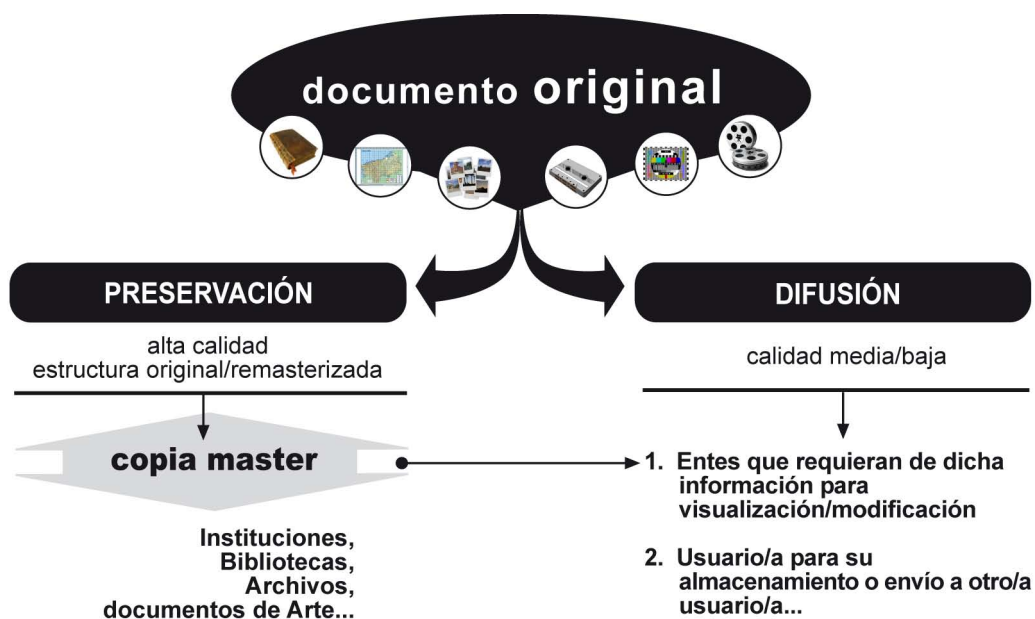 documento original
PRESERVACIÓN
alta calidad
estructura original/remasterizada
copia master
Instituciones,
Bibliotecas,
Archivos,
documentos de Arte...
DIFUSIÓN
calidad media/baja
1. Entes que requieran de dicha
información para
visualización/modificación
2. Usuario/a para su
almacenamiento o envío a otro/a
usuario/a...